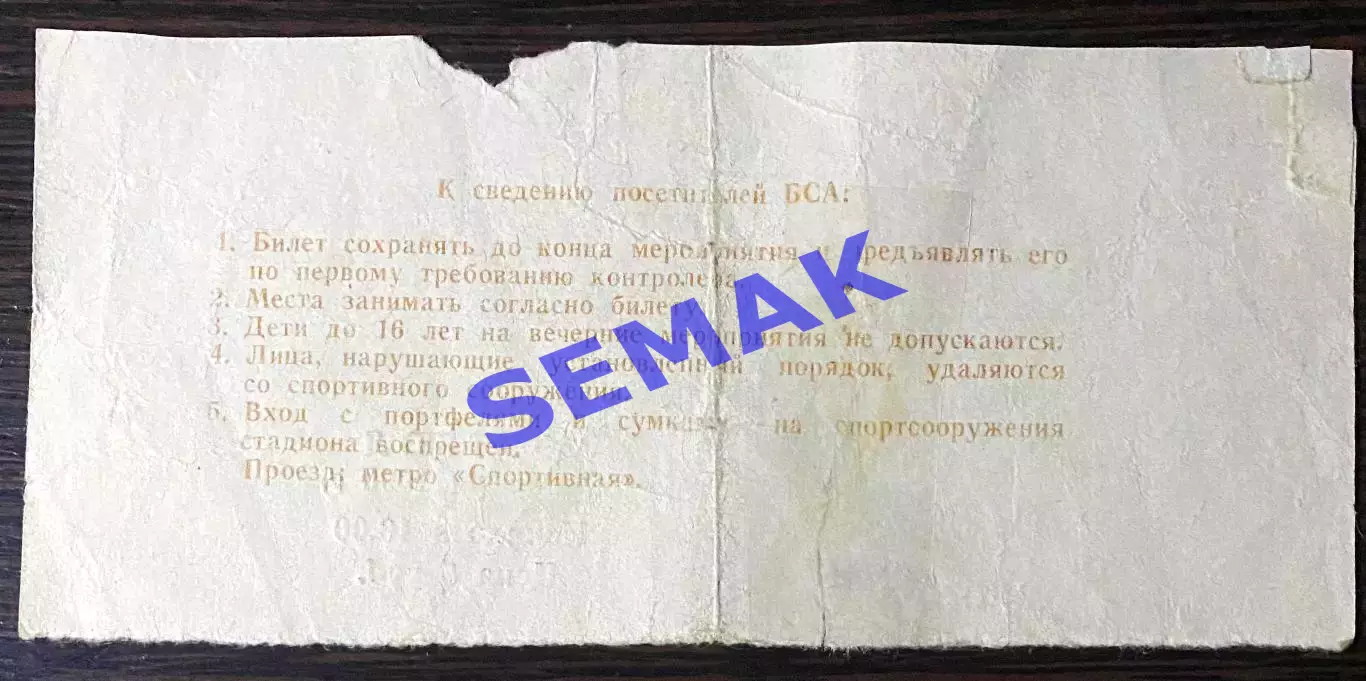 К сведению посетителей БСА:
1. Билет сохранять до конца мероприятия и предъявлять его
по первому требованию контролера.
2. Места занимать согласно билету.
3. Дети до 16 лет на вечерние мероприятия не допускаются.
4. Лица, нарушающие установленный порядок, удаляются
со спортивного сооружения.
5. Вход с портфелями и сумками на спортсооружения
стадиона воспрещен.
Проезд: метро «Спортивная».
SEMAK